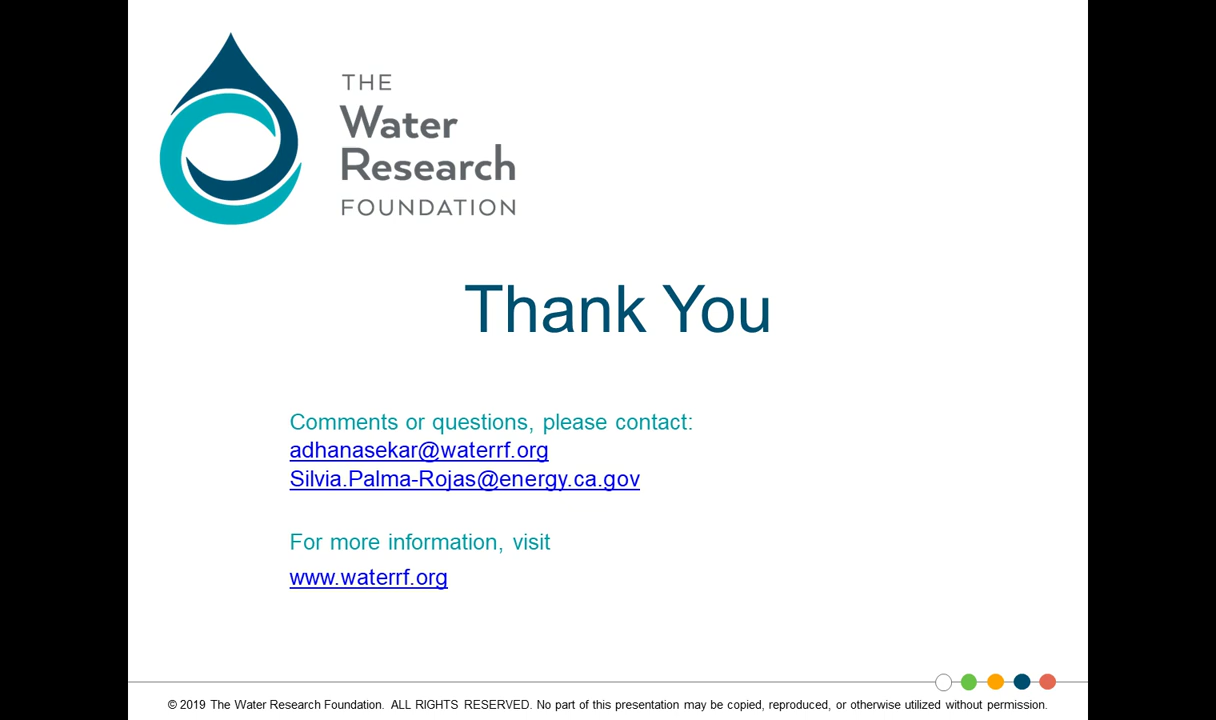 THE
Water
Research
FOUNDATION
Thank You
Comments or questions, please contact:
adhanasekar@waterrf.org
Silvia.Palma-Rojas@energy.ca.gov
For more information, visit
www.waterrf.org
© 2019 The Water Research Foundation. ALL RIGHTS RESERVED. No part of this presentation may be copied, reproduced, or otherwise utilized without permission.